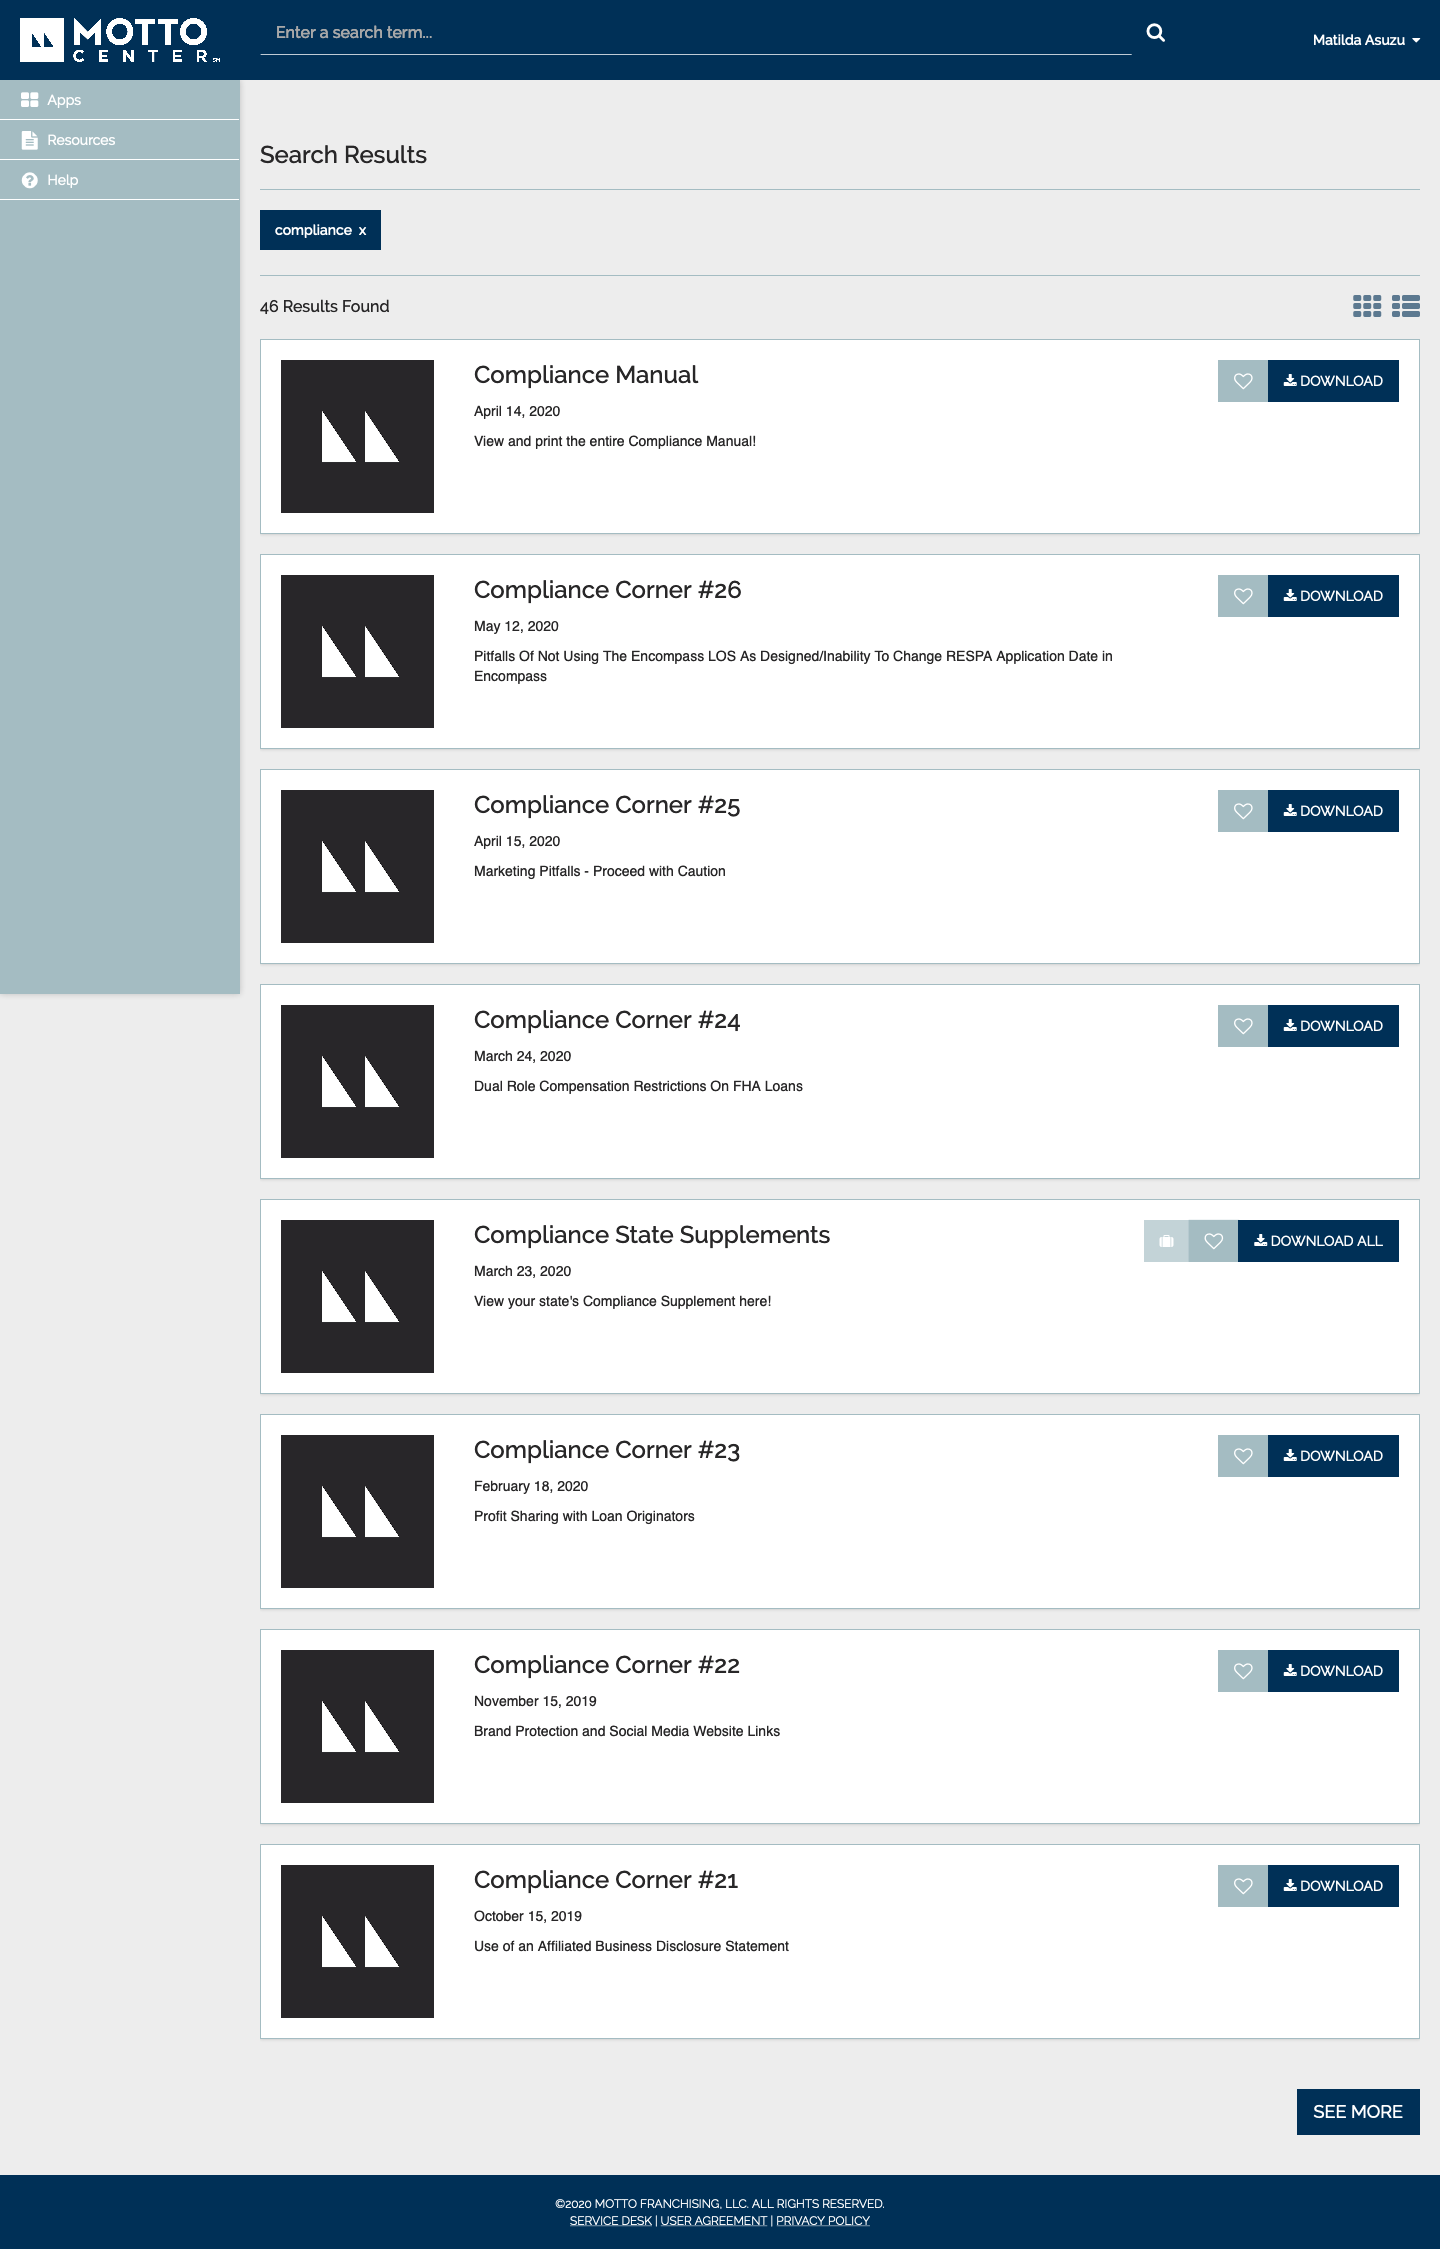 MOTTO
CENTER
SM
Enter a search term...
Matilda Asuzu
Apps
Resources
Help
Search Results
compliance x
46 Results Found
Compliance Manual
DOWNLOAD
April 14, 2020
View and print the entire Compliance Manual!
Compliance Corner #26
DOWNLOAD
May 12, 2020
Pitfalls Of Not Using The Encompass LOS As Designed/Inability To Change RESPA Application Date in
Encompass
Compliance Corner #25
DOWNLOAD
April 15, 2020
Marketing Pitfalls - Proceed with Caution
Compliance Corner #24
DOWNLOAD
March 24, 2020
Dual Role Compensation Restrictions On FHA Loans
Compliance State Supplements
DOWNLOAD ALL
March 23, 2020
View your state's Compliance Supplement here!
Compliance Corner #23
DOWNLOAD
February 18, 2020
Profit Sharing with Loan Originators
Compliance Corner #22
DOWNLOAD
November 15, 2019
Brand Protection and Social Media Website Links
Compliance Corner #21
DOWNLOAD
October 15, 2019
Use of an Affiliated Business Disclosure Statement
SEE MORE
©2020 MOTTO FRANCHISING, LLC. ALL RIGHTS RESERVED.
SERVICE DESK | USER AGREEMENT | PRIVACY POLICY